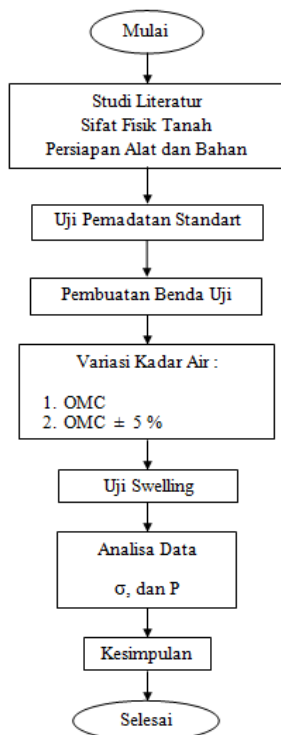 Mulai
Studi Literatur
Sifat Fisik Tanah
Persiapan Alat dan Bahan
Uji Pemadatan Standart
Pembuatan Benda Uji
Variasi Kadar Air :
1. OMC
2. OMC ± 5 %
Uji Swelling
Analisa Data
σ, dan P
Kesimpulan
Selesai